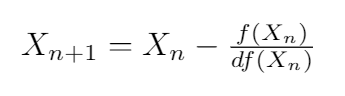 $X_{n+1} = X_n - \frac{f(X_n)}{df(X_n)}$